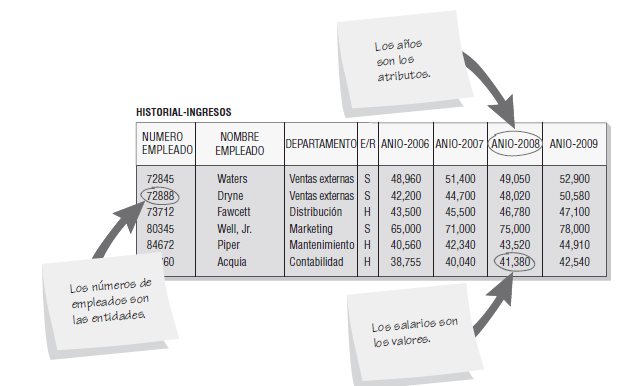 Los años
son los
atributos.
HISTORIAL-INGRESOS
NUMERO EMPLEADO NOMBRE EMPLEADO DEPARTAMENTO E/R ANIO-2006 ANIO-2007 ANIO-2008 ANIO-2009
72845 Waters Ventas externas S 48,960 51,400 49,050 52,900
72888 Dryne Ventas externas S 42,200 44,700 48,020 50,580
73712 Fawcett Distribución H 43,500 45,500 46,780 47,100
80345 Well, Jr. Marketing S 65,000 71,000 75,000 78,000
84672 Piper Mantenimiento H 40,560 42,340 43,520 44,910
60 Acquia Contabilidad H 38,755 40,040 41,380 42,540
Los números de
empleados son
las entidades.
Los salarios son
los valores.